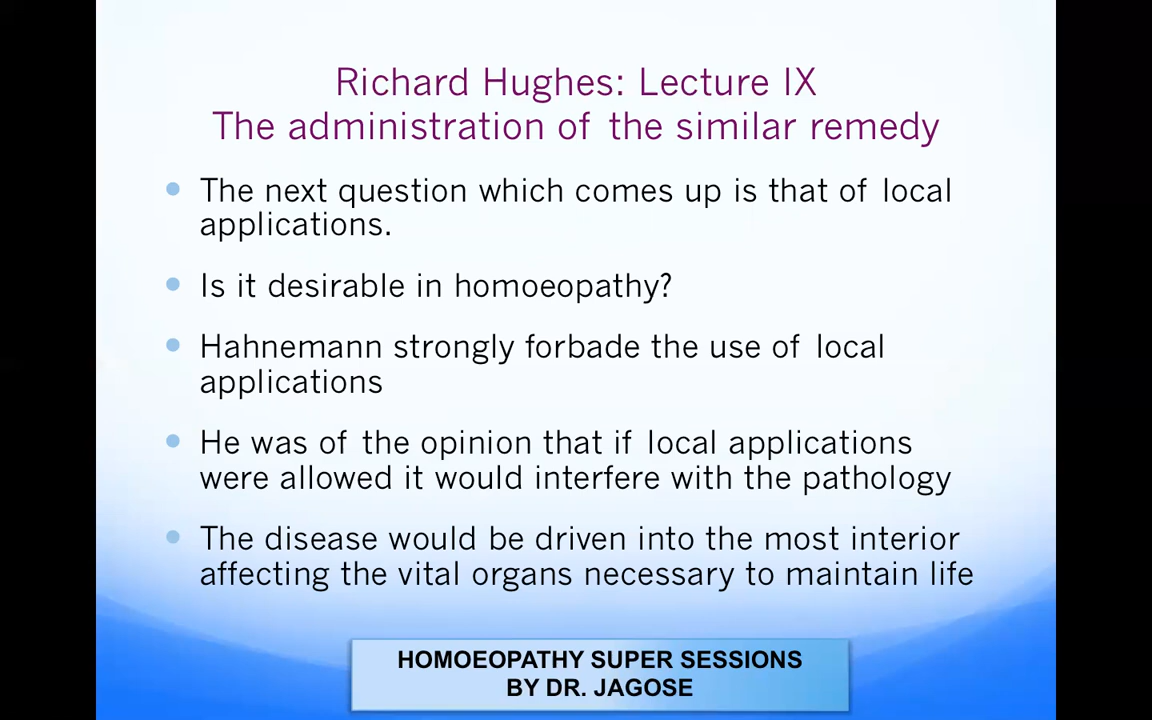 Richard Hughes: Lecture IX
The administration of the similar remedy
The next question which comes up is that of local
applications.
Is it desirable in homoeopathy?
Hahnemann strongly forbade the use of local
applications
He was of the opinion that if local applications
were allowed it would interfere with the pathology
The disease would be driven into the most interior
affecting the vital organs necessary to maintain life
HOMOEOPATHY SUPER SESSIONS
BY DR. JAGOSE